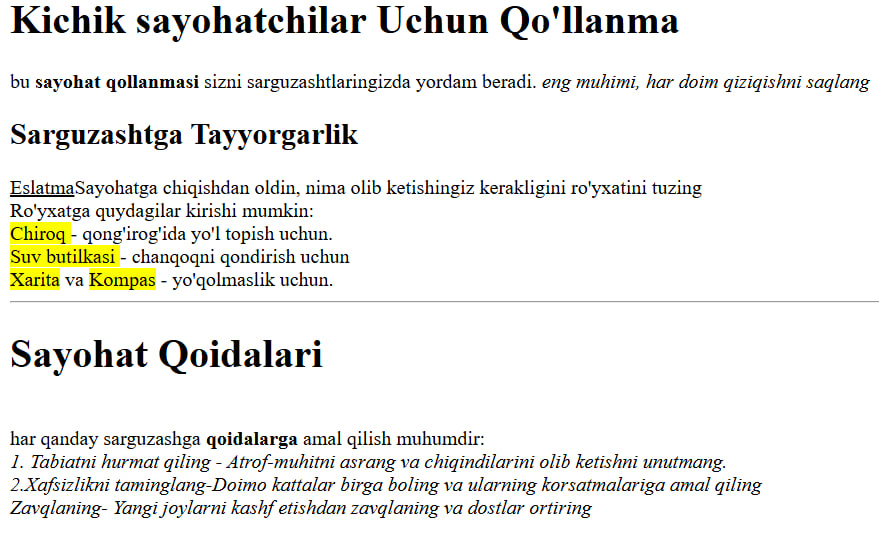 Kichik sayohatchilar Uchun Qo'llanma
bu sayohat qollanmasi sizni sarguzashtlaringizda yordam beradi. eng muhimi, har doim qiziqishni saqlang
Sarguzashtga Tayyorgarlik
EslatmaSayohatga chiqishdan oldin, nima olib ketishingiz kerakligini ro'yxatini tuzing
Ro'yxatga quydagilar kirishi mumkin:
Chiroq - qong'irog'ida yo'l topish uchun.
Suv butilkasi - chanqoqni qondirish uchun
Xarita va Kompas - yo'qolmaslik uchun.
Sayohat Qoidalari
har qanday sarguzashga qoidalarga amal qilish muhumdir:
1. Tabiatni hurmat qiling - Atrof-muhitni asrang va chiqindilarini olib ketishni unutmang.
2.Xafsizlikni taminglang-Doimo kattalar birga boling va ularning korsatmalariga amal qiling
Zavqlaning- Yangi joylarni kashf etishdan zavqlaning va dostlar ortiring